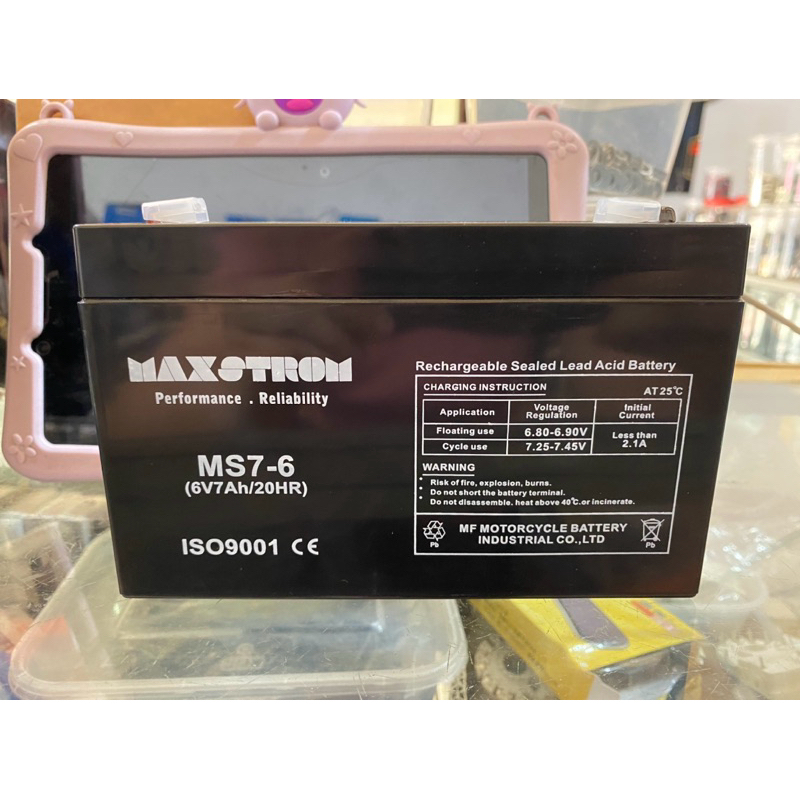 MAXSTROM
Performance . Reliability
MS7-6
(6V7Ah/20HR)
ISO9001 CE
Rechargeable Sealed Lead Acid Battery
CHARGING INSTRUCTION AT 25℃
Application Voltage Regulation Initial Current
Floating use 6.80-6.90V Less than 2.1A
Cycle use 7.25-7.45V
WARNING
• Risk of fire, explosion, burns.
• Do not short the battery terminal.
• Do not disassemble. heat above 40℃.or incinerate.
MF MOTORCYCLE BATTERY
INDUSTRIAL CO.,LTD
Pb Pb